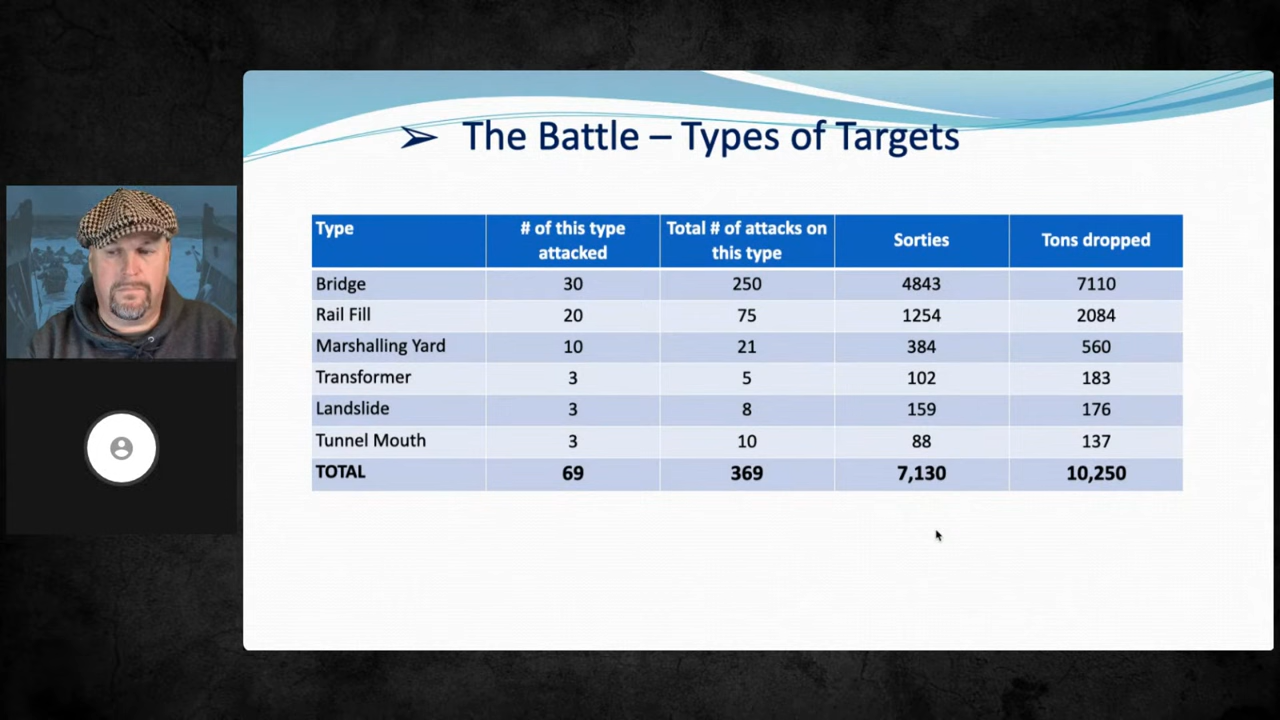 ➢ The Battle – Types of Targets
Type # of this type attacked Total # of attacks on this type Sorties Tons dropped
Bridge 30 250 4843 7110
Rail Fill 20 75 1254 2084
Marshalling Yard 10 21 384 560
Transformer 3 5 102 183
Landslide 3 8 159 176
Tunnel Mouth 3 10 88 137
TOTAL 69 369 7,130 10,250